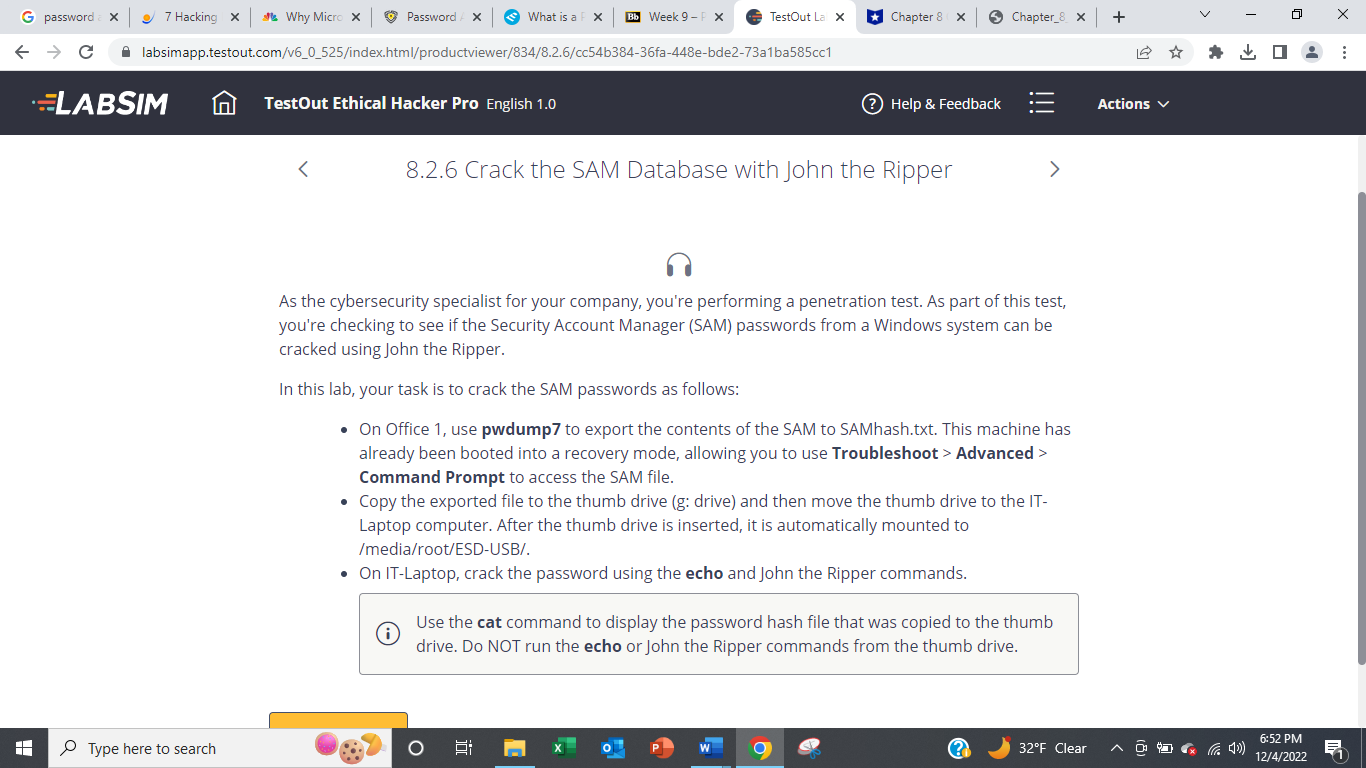 password a
7 Hacking
Why Micro
Password A
What is a
Bb Week 9 – P
TestOut La
Chapter 8
Chapter_8_
labsimapp.testout.com/v6_0_525/index.html/productviewer/834/8.2.6/cc54b384-36fa-448e-bde2-73a1ba585cc1
LABSIM
TestOut Ethical Hacker Pro English 1.0
? Help & Feedback
Actions
8.2.6 Crack the SAM Database with John the Ripper
As the cybersecurity specialist for your company, you're performing a penetration test. As part of this test,
you're checking to see if the Security Account Manager (SAM) passwords from a Windows system can be
cracked using John the Ripper.
In this lab, your task is to crack the SAM passwords as follows:
• On Office 1, use pwdump7 to export the contents of the SAM to SAMhash.txt. This machine has
already been booted into a recovery mode, allowing you to use Troubleshoot > Advanced >
Command Prompt to access the SAM file.
• Copy the exported file to the thumb drive (g: drive) and then move the thumb drive to the IT-
Laptop computer. After the thumb drive is inserted, it is automatically mounted to
/media/root/ESD-USB/.
• On IT-Laptop, crack the password using the echo and John the Ripper commands.
Use the cat command to display the password hash file that was copied to the thumb
drive. Do NOT run the echo or John the Ripper commands from the thumb drive.
Type here to search
32°F Clear
6:52 PM
12/4/2022
1